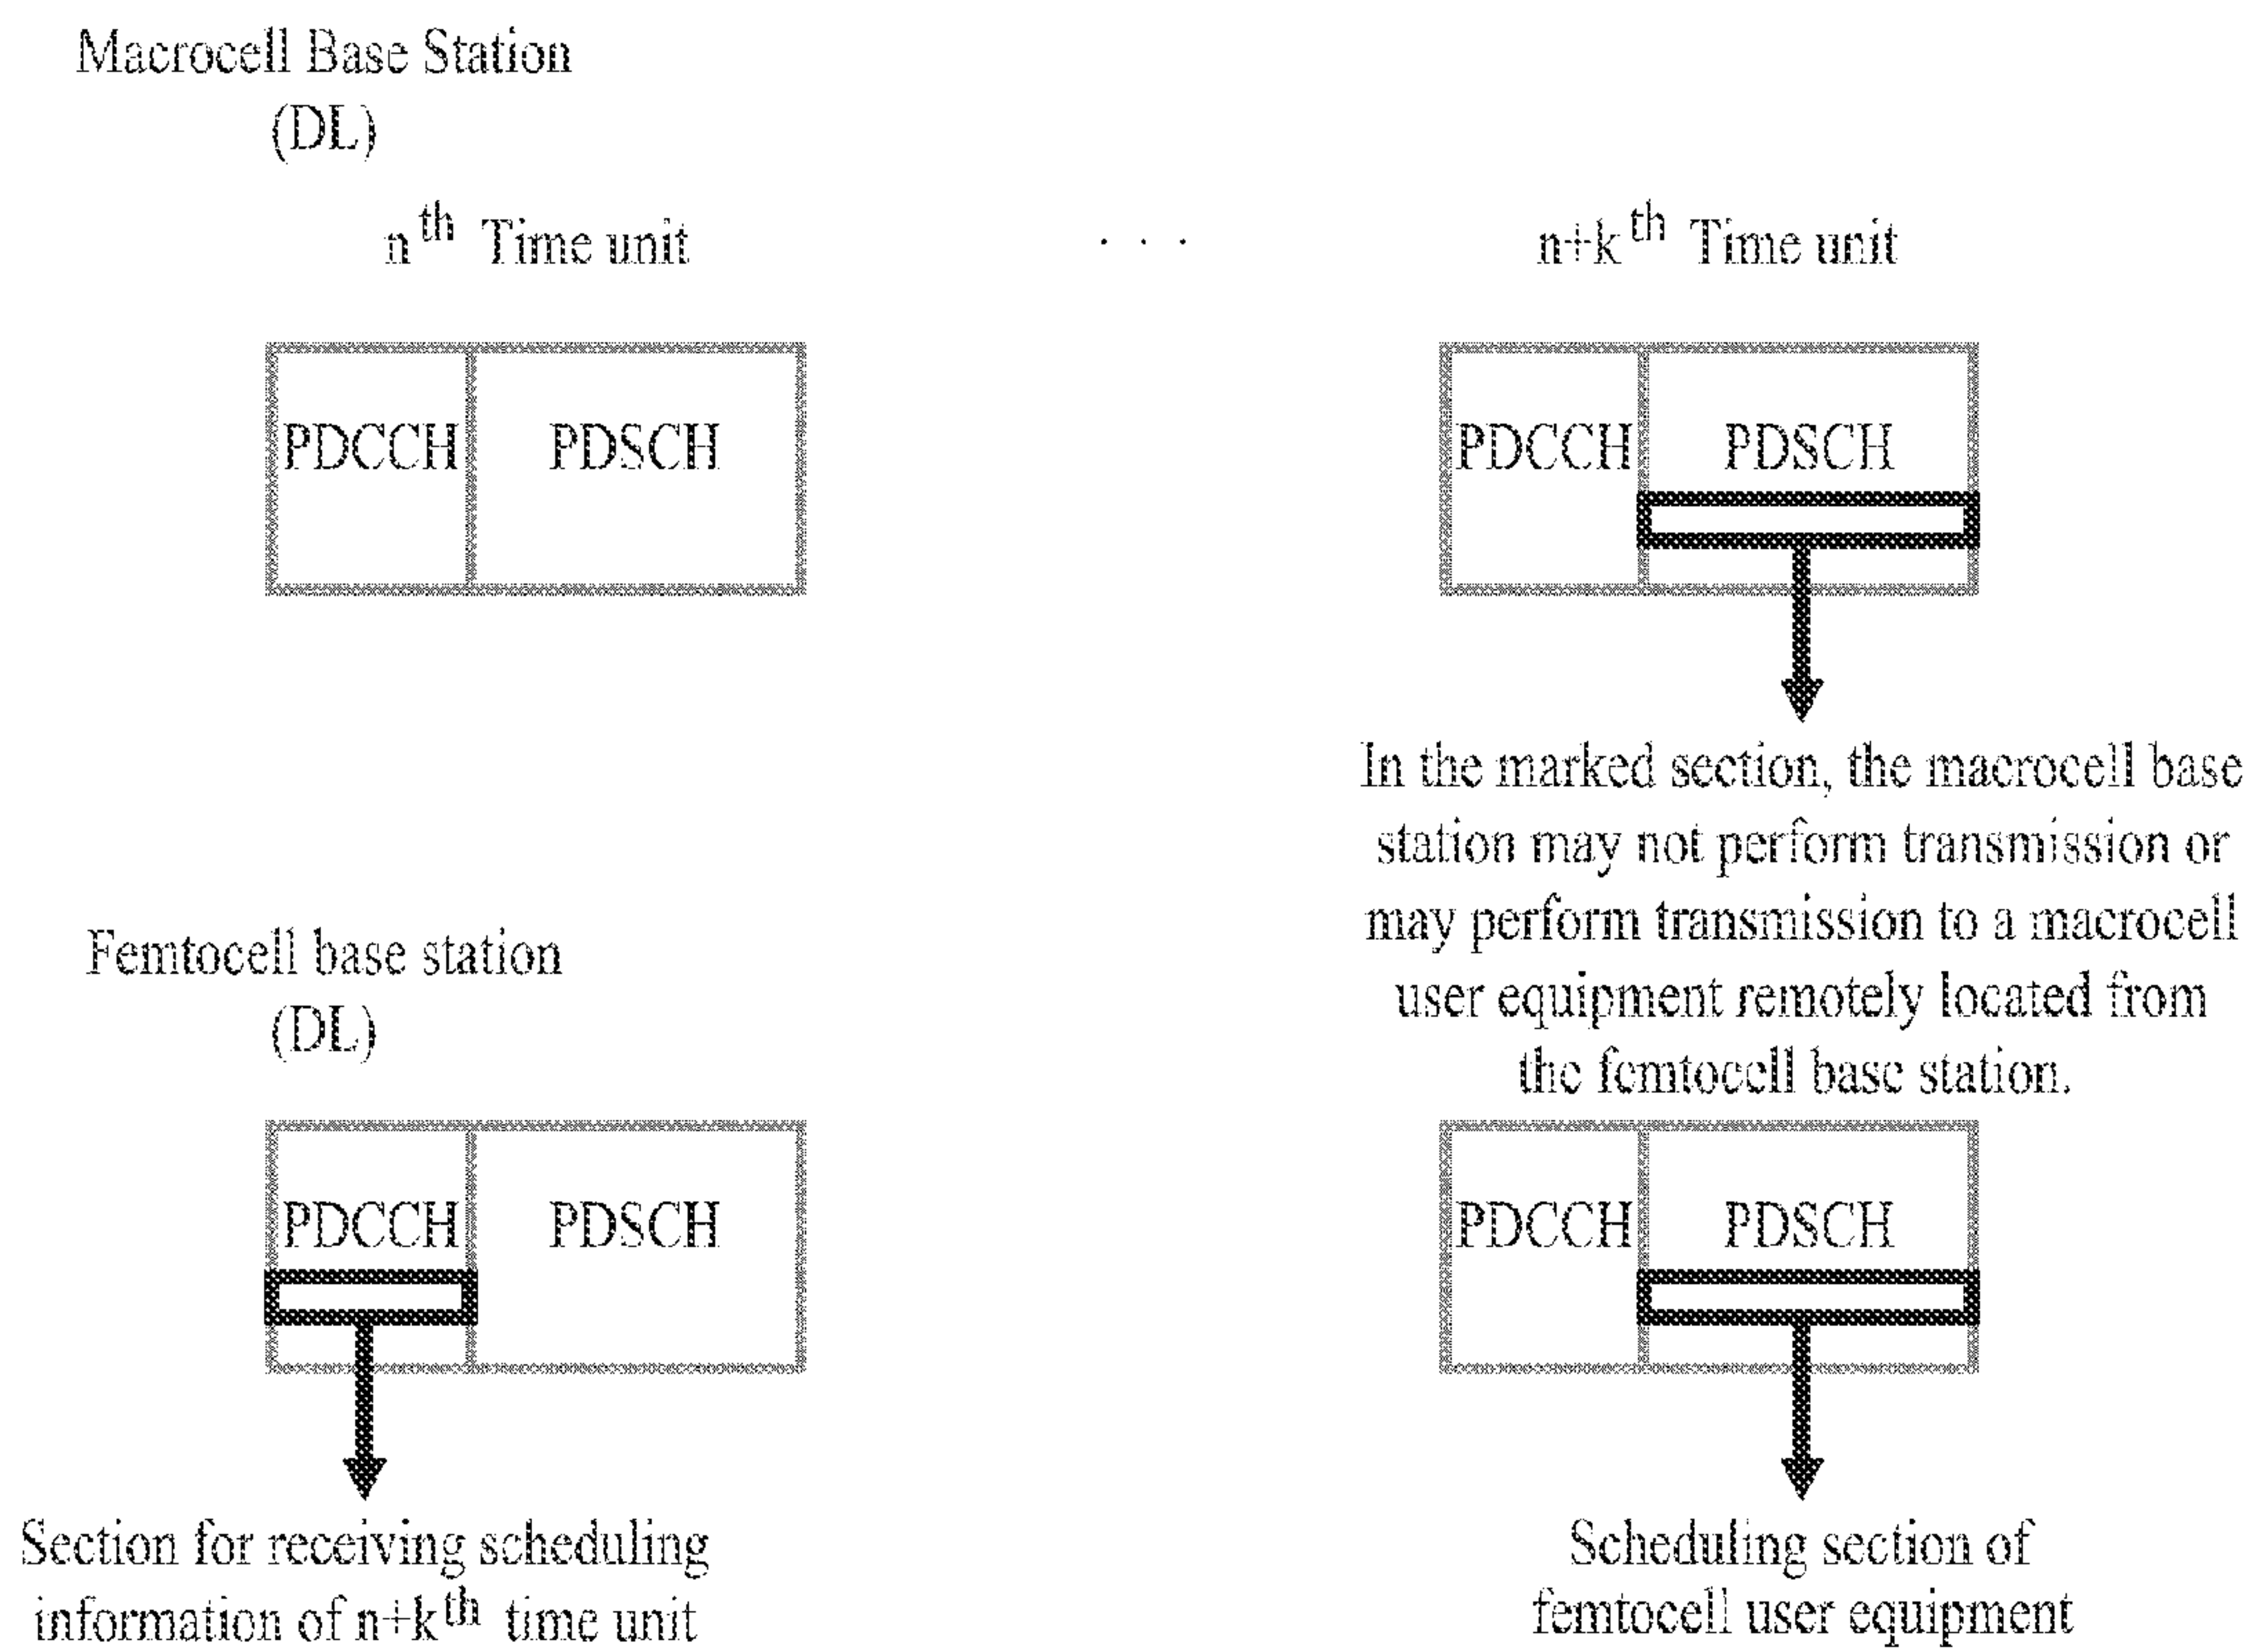 Macrocell Base Station
(DL)
nth Time unit
. . .
n+kth Time unit
PDCCH
PDSCH
PDCCH
PDSCH
In the marked section, the macrocell base
station may not perform transmission or
may perform transmission to a macrocell
user equipment remotely located from
the femtocell base station.
Femtocell base station
(DL)
PDCCH
PDSCH
PDCCH
PDSCH
Section for receiving scheduling
information of n+kth time unit
Scheduling section of
femtocell user equipment